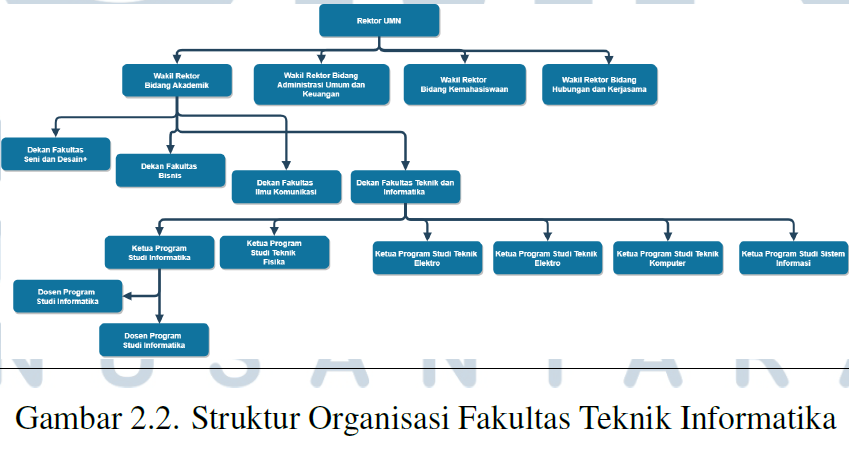 Rektor UMN
Wakil Rektor
Bidang Akademik
Wakil Rektor Bidang
Administrasi Umum dan
Keuangan
Wakil Rektor
Bidang Kemahasiswaan
Wakil Rektor Bidang
Hubungan dan Kerjasama
Dekan Fakultas
Seni dan Desain+
Dekan Fakultas
Bisnis
Dekan Fakultas
Ilmu Komunikasi
Dekan Fakultas Teknik dan
Informatika
Ketua Program
Studi Informatika
Ketua Program
Studi Teknik
Fisika
Ketua Program Studi Teknik
Elektro
Ketua Program Studi Teknik
Elektro
Ketua Program Studi Teknik
Komputer
Ketua Program Studi Sistem
Informasi
Dosen Program
Studi Informatika
Dosen Program
Studi Informatika
N U S A N T A R A
Gambar 2.2. Struktur Organisasi Fakultas Teknik Informatika